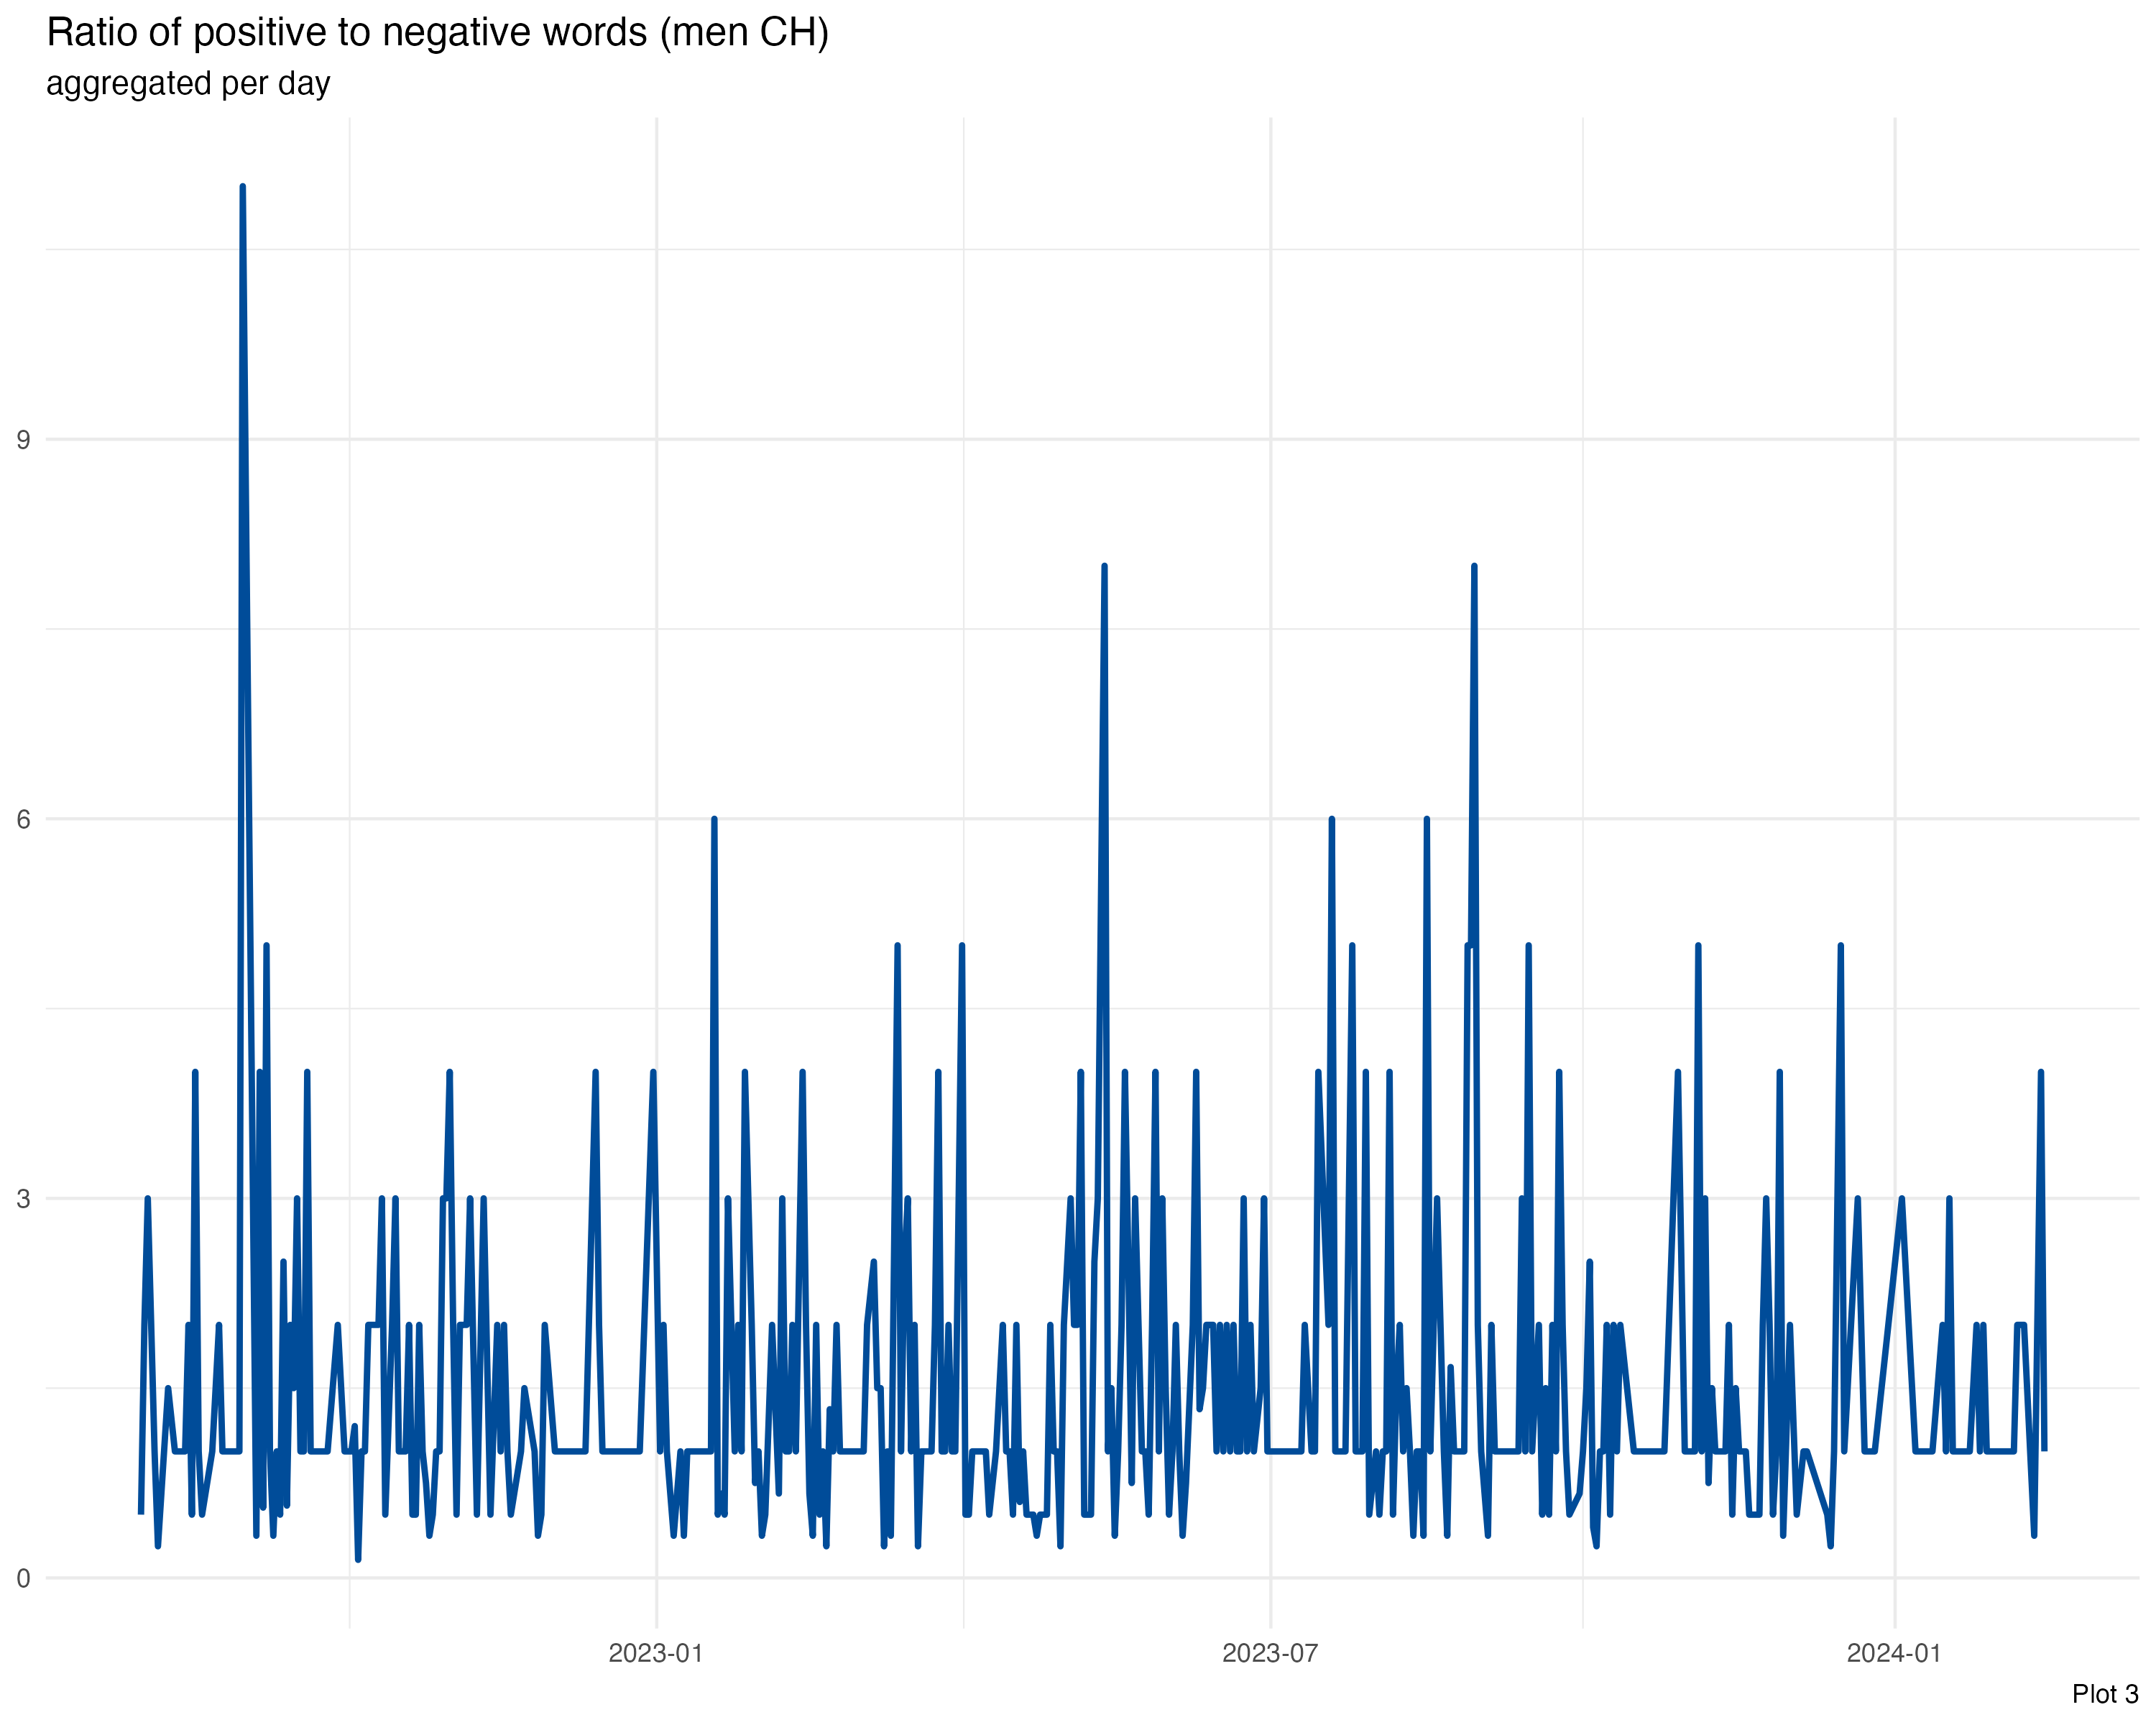 Ratio of positive to negative words (men CH)
aggregated per day
9
6
3
0
2023-01
2023-07
2024-01
Plot 3